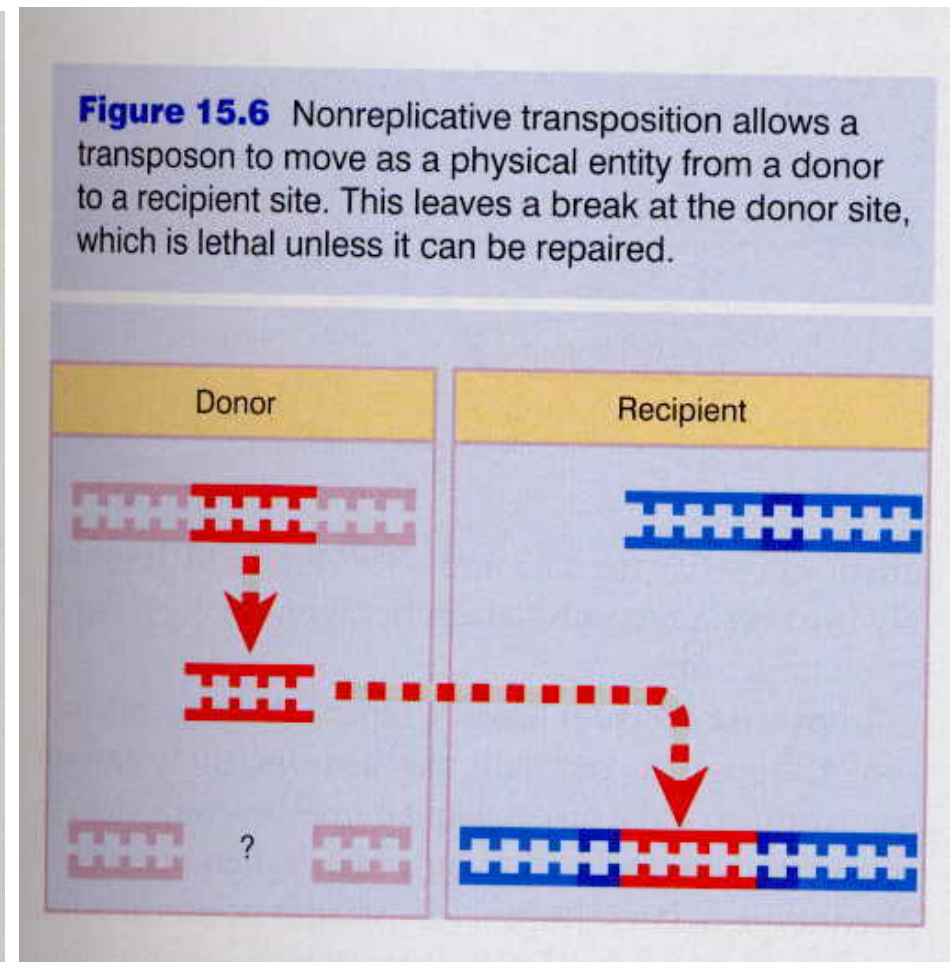 Figure 15.6 Nonreplicative transposition allows a
transposon to move as a physical entity from a donor
to a recipient site. This leaves a break at the donor site,
which is lethal unless it can be repaired.
Donor
Recipient
?